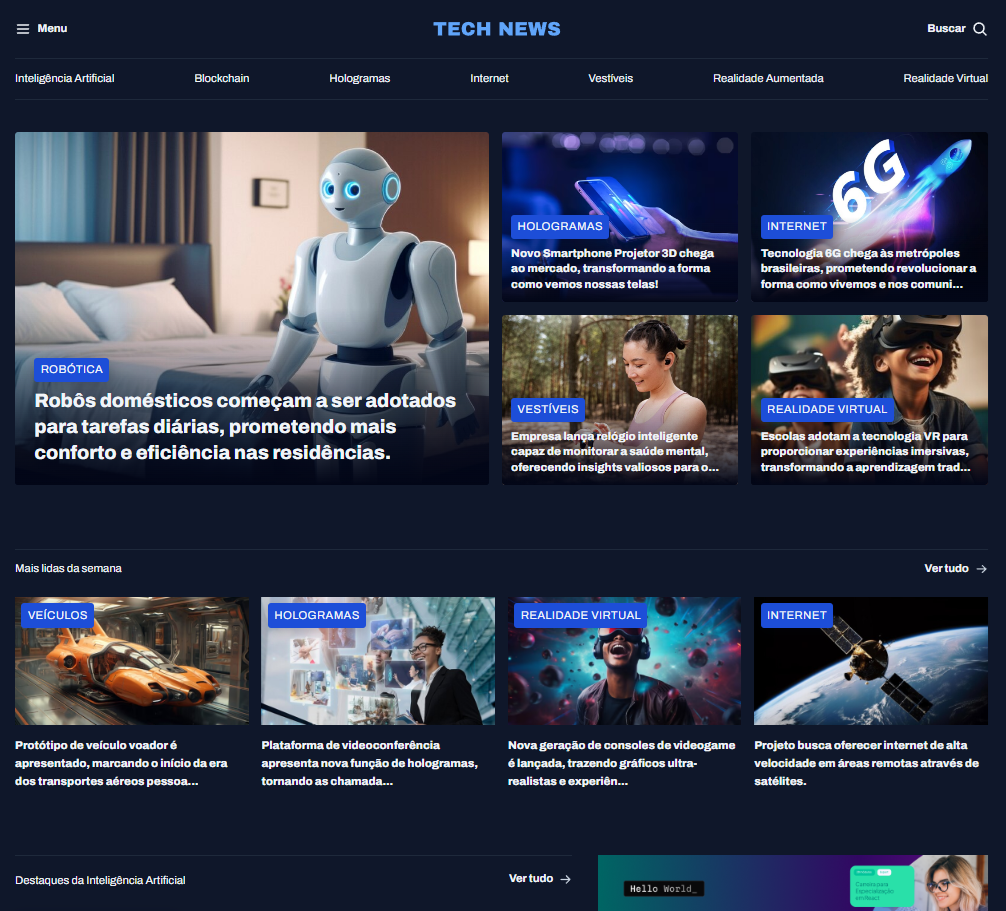 Menu
TECH NEWS
Buscar
Inteligência Artificial
Blockchain
Hologramas
Internet
Vestíveis
Realidade Aumentada
Realidade Virtual
ROBÓTICA
Robôs domésticos começam a ser adotados
para tarefas diárias, prometendo mais
conforto e eficiência nas residências.
HOLOGRAMAS
Novo Smartphone Projetor 3D chega
ao mercado, transformando a forma
como vemos nossas telas!
6G
INTERNET
Tecnologia 6G chega às metrópoles
brasileiras, prometendo revolucionar a
forma como vivemos e nos comuni...
VESTÍVEIS
Empresa lança relógio inteligente
capaz de monitorar a saúde mental,
oferecendo insights valiosos para o...
REALIDADE VIRTUAL
Escolas adotam a tecnologia VR para
proporcionar experiências imersivas,
transformando a aprendizagem trad...
Mais lidas da semana
Ver tudo
VEÍCULOS
Protótipo de veículo voador é
apresentado, marcando o início da era
dos transportes aéreos pessoa...
HOLOGRAMAS
Plataforma de videoconferência
apresenta nova função de hologramas,
tornando as chamada...
REALIDADE VIRTUAL
Nova geração de consoles de videogame
é lançada, trazendo gráficos ultra-
realistas e experiên...
INTERNET
Projeto busca oferecer internet de alta
velocidade em áreas remotas através de
satélites.
Destaques da Inteligência Artificial
Ver tudo
Hello World_
Carreira para
Especialização
em React